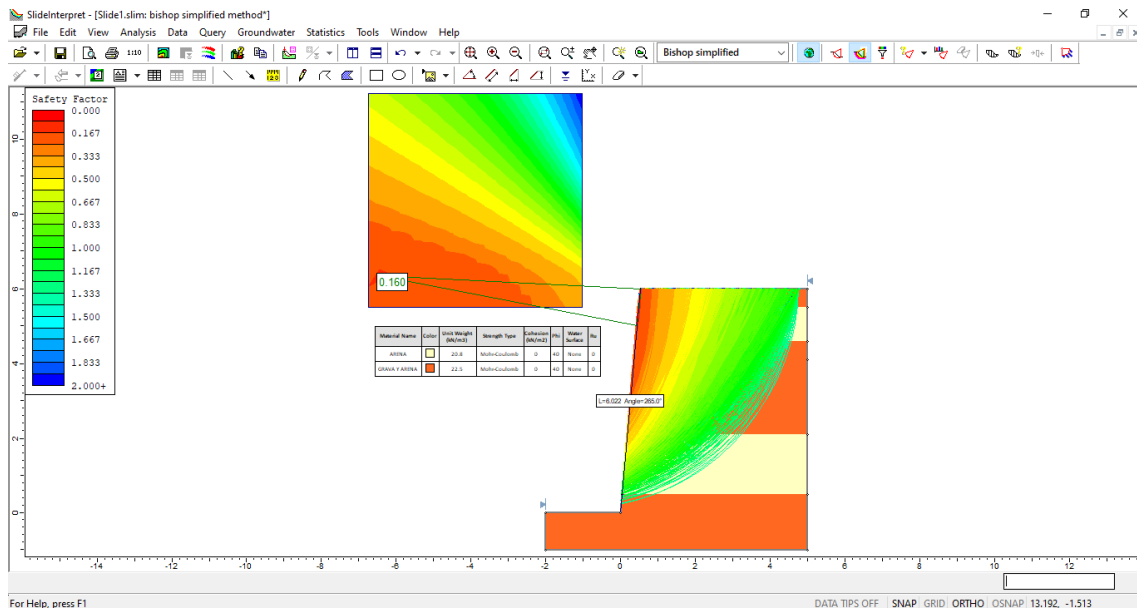 SlideInterpret - [Slide1.slim: bishop simplified method*]
File Edit View Analysis Data Query Groundwater Statistics Tools Window Help
1:10
Bishop simplified
Safety Factor
0.000
0.167
0.333
0.500
0.667
0.833
1.000
1.167
1.333
1.500
1.667
1.833
2.000+
0.160
Material Name Color Unit Weight (kN/m3) Strength Type Cohesion (kN/m2) Phi Water Surface Ru
ARENA 20.8 Mohr-Coulomb 0 40 None 0
GRAVA Y ARENA 22.5 Mohr-Coulomb 0 40 None 0
L=6.022 Angle=265.0°
10
8
6
4
2
0
-14 -12 -10 -8 -6 -4 -2 0 2 4 6 8 10 12
For Help, press F1
DATA TIPS OFF SNAP GRID ORTHO OSNAP 13.192, -1.513